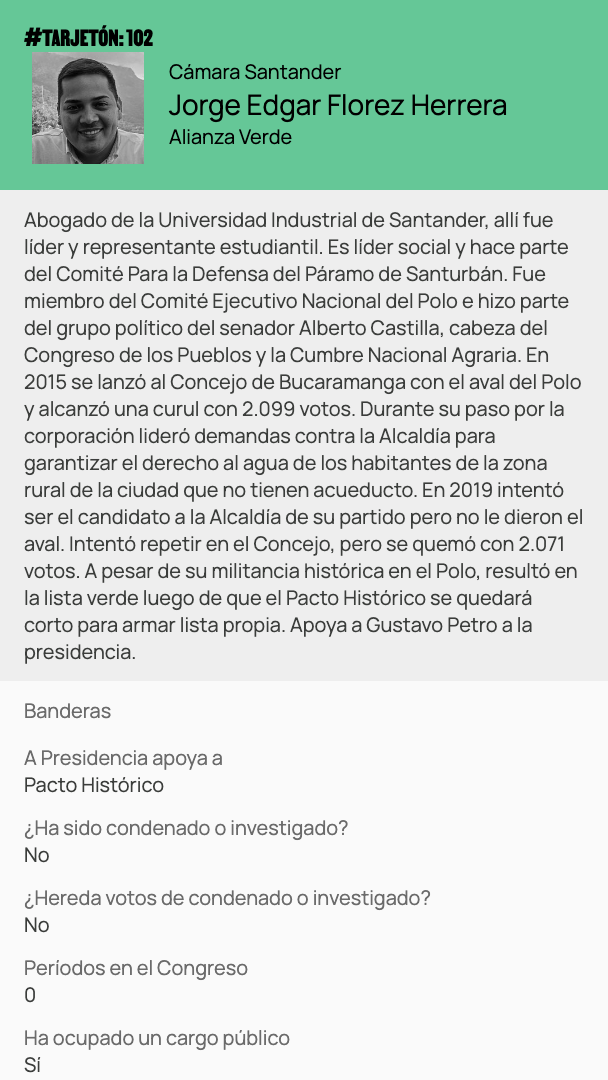 #TARJETÓN: 102
Cámara Santander
Jorge Edgar Florez Herrera
Alianza Verde
Abogado de la Universidad Industrial de Santander, allí fue
líder y representante estudiantil. Es líder social y hace parte
del Comité Para la Defensa del Páramo de Santurbán. Fue
miembro del Comité Ejecutivo Nacional del Polo e hizo parte
del grupo político del senador Alberto Castilla, cabeza del
Congreso de los Pueblos y la Cumbre Nacional Agraria. En
2015 se lanzó al Concejo de Bucaramanga con el aval del Polo
y alcanzó una curul con 2.099 votos. Durante su paso por la
corporación lideró demandas contra la Alcaldía para
garantizar el derecho al agua de los habitantes de la zona
rural de la ciudad que no tienen acueducto. En 2019 intentó
ser el candidato a la Alcaldía de su partido pero no le dieron el
aval. Intentó repetir en el Concejo, pero se quemó con 2.071
votos. A pesar de su militancia histórica en el Polo, resultó en
la lista verde luego de que el Pacto Histórico se quedará
corto para armar lista propia. Apoya a Gustavo Petro a la
presidencia.
Banderas
A Presidencia apoya a
Pacto Histórico
¿Ha sido condenado o investigado?
No
¿Hereda votos de condenado o investigado?
No
Períodos en el Congreso
0
Ha ocupado un cargo público
Sí